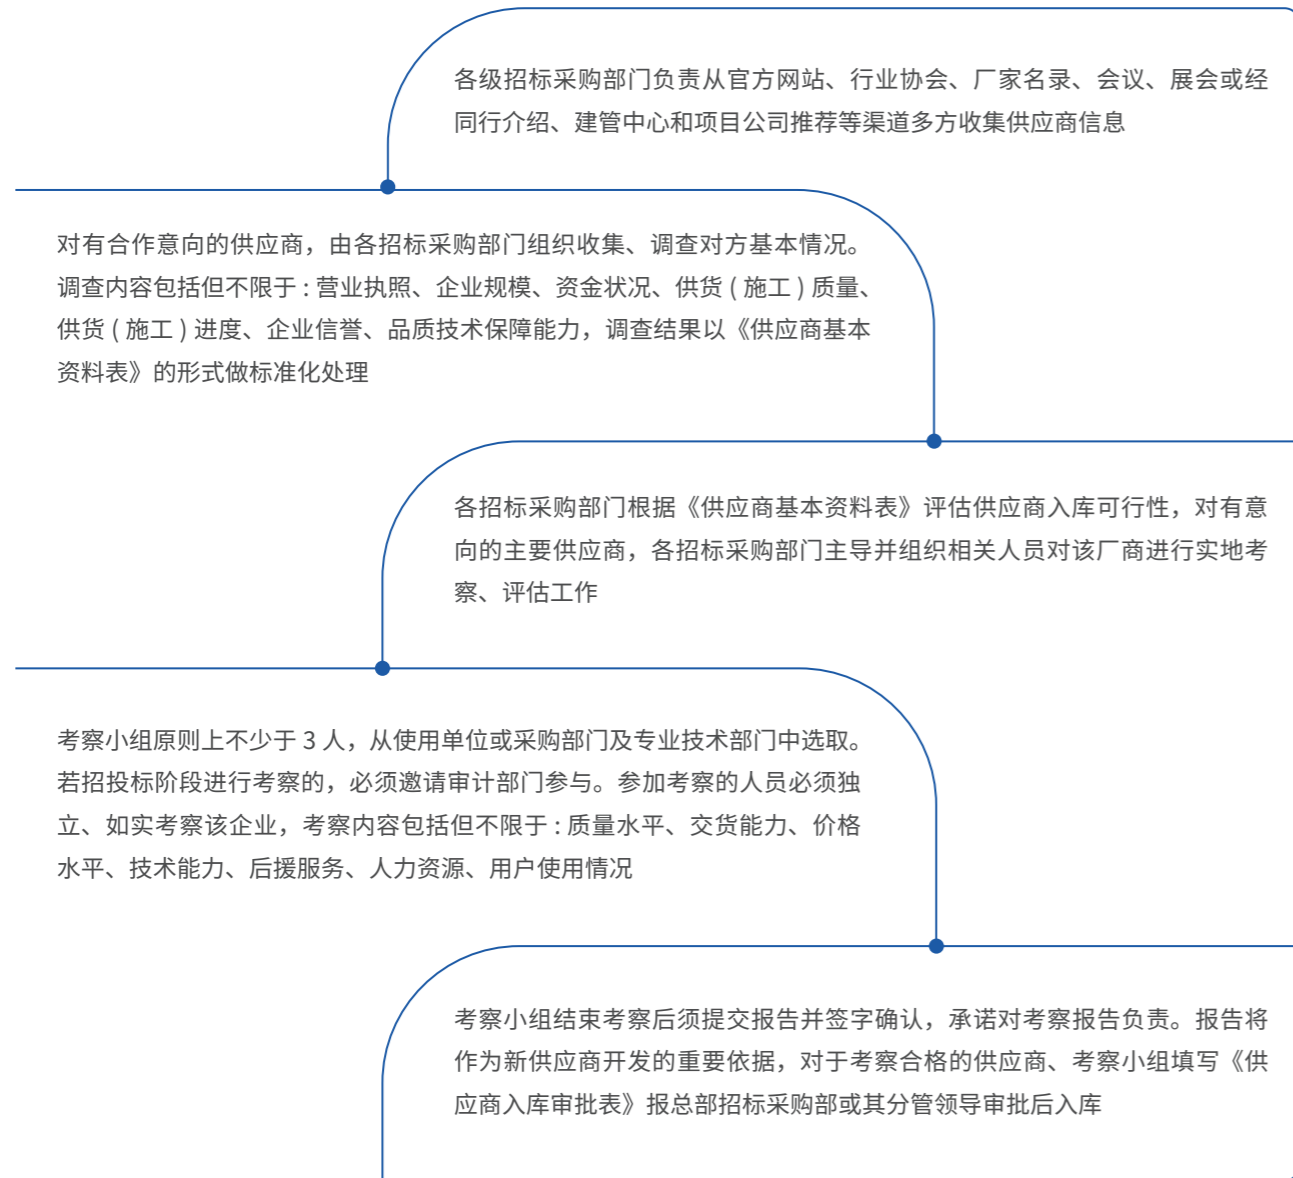 各级招标采购部门负责从官方网站、行业协会、厂家名录、会议、展会或经
同行介绍、建管中心和项目公司推荐等渠道多方收集供应商信息
对有合作意向的供应商，由各招标采购部门组织收集、调查对方基本情况。
调查内容包括但不限于 : 营业执照、企业规模、资金状况、供货 ( 施工 ) 质量、
供货 ( 施工 ) 进度、企业信誉、品质技术保障能力，调查结果以《供应商基本
资料表》的形式做标准化处理
各招标采购部门根据《供应商基本资料表》评估供应商入库可行性，对有意
向的主要供应商，各招标采购部门主导并组织相关人员对该厂商进行实地考
察、评估工作
考察小组原则上不少于 3 人，从使用单位或采购部门及专业技术部门中选取。
若招投标阶段进行考察的，必须邀请审计部门参与。参加考察的人员必须独
立、如实考察该企业，考察内容包括但不限于 : 质量水平、交货能力、价格
水平、技术能力、后援服务、人力资源、用户使用情况
考察小组结束考察后须提交报告并签字确认，承诺对考察报告负责。报告将
作为新供应商开发的重要依据，对于考察合格的供应商、考察小组填写《供
应商入库审批表》报总部招标采购部或其分管领导审批后入库